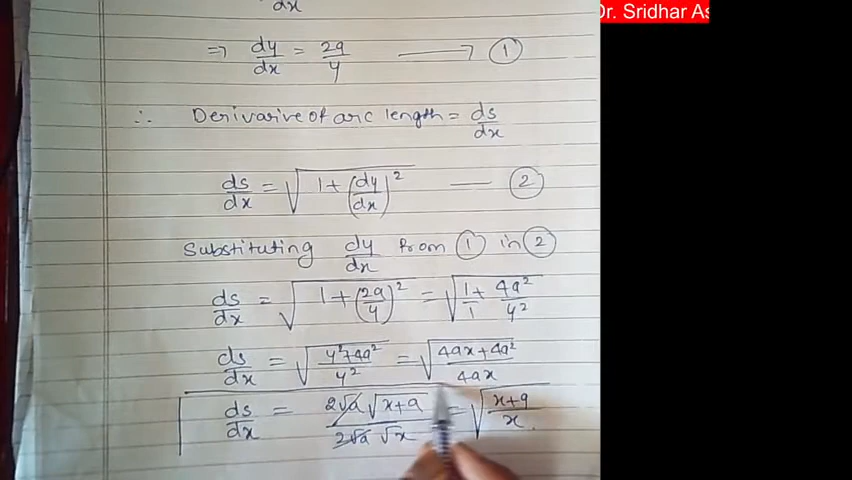 Dr. Sridhar As
dx
⇒ dy/dx = 2a/y ⟶ ①
∴ Derivarive of arc length = ds/dx
ds/dx = √(1 + (dy/dx)²) — ②
Substituting dy/dx from ① in ②
ds/dx = √(1 + (2a/y)²) = √(1/1 + 4a²/y²)
ds/dx = √((y² + 4a²)/y²) = √((4ax + 4a²)/4ax)
ds/dx = 2√a √(x+a) / 2√a √x = √((x+a)/x).